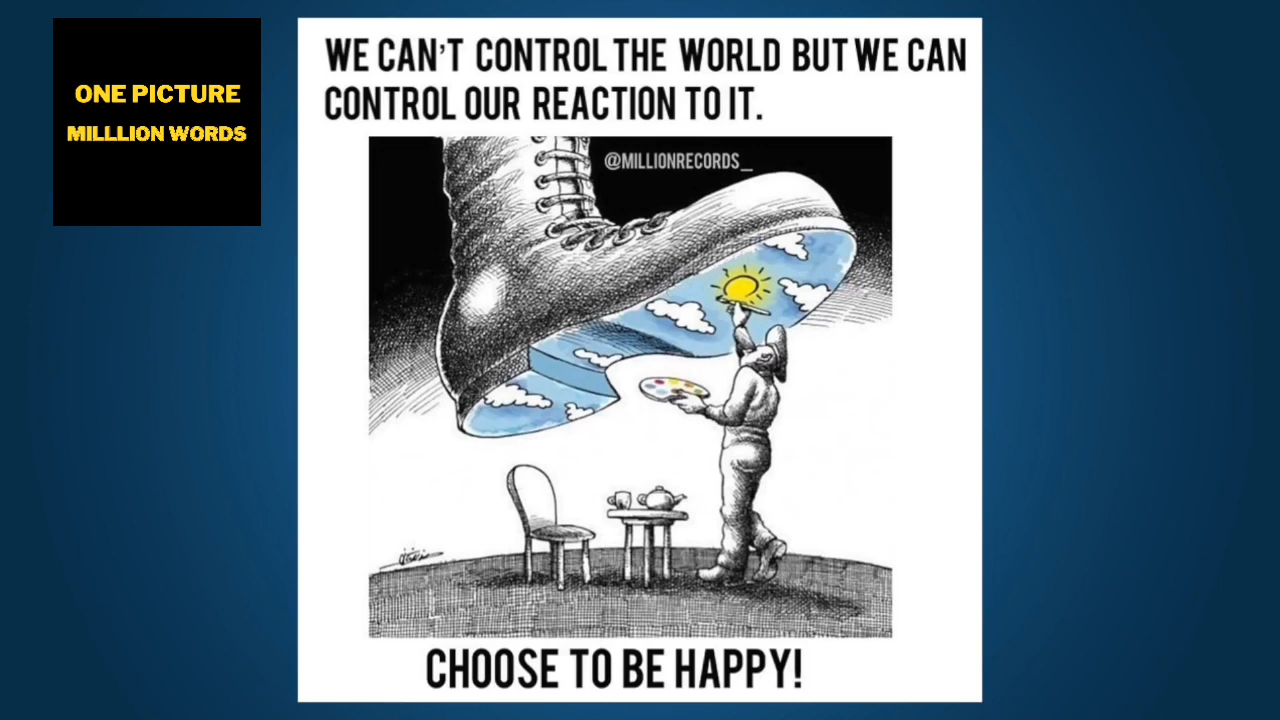 ONE PICTURE
MILLLION WORDS
WE CAN'T CONTROL THE WORLD BUT WE CAN
CONTROL OUR REACTION TO IT.
@MILLIONRECORDS_
CHOOSE TO BE HAPPY!